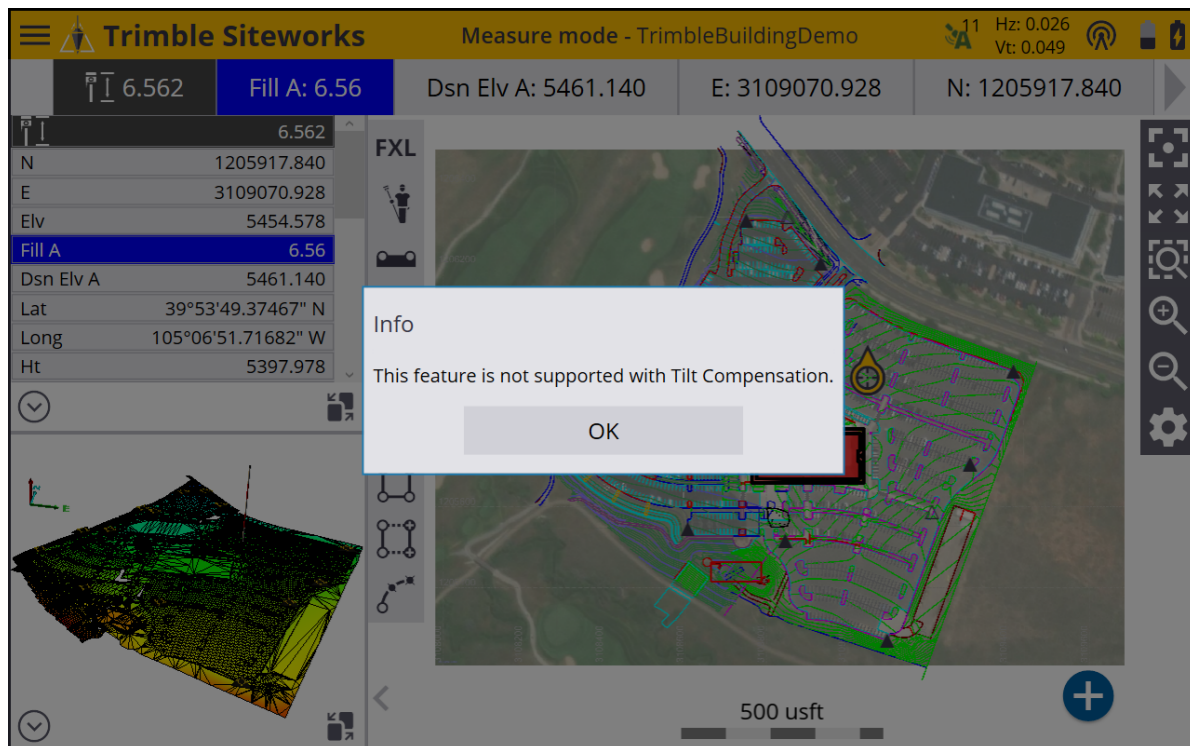 Trimble Siteworks
Measure mode - TrimbleBuildingDemo
11
Hz: 0.026
Vt: 0.049
6.562
Fill A: 6.56
Dsn Elv A: 5461.140
E: 3109070.928
N: 1205917.840
6.562
N 1205917.840
E 3109070.928
Elv 5454.578
Fill A 6.56
Dsn Elv A 5461.140
Lat 39°53'49.37467" N
Long 105°06'51.71682" W
Ht 5397.978
FXL
Info
This feature is not supported with Tilt Compensation.
OK
E
500 usft